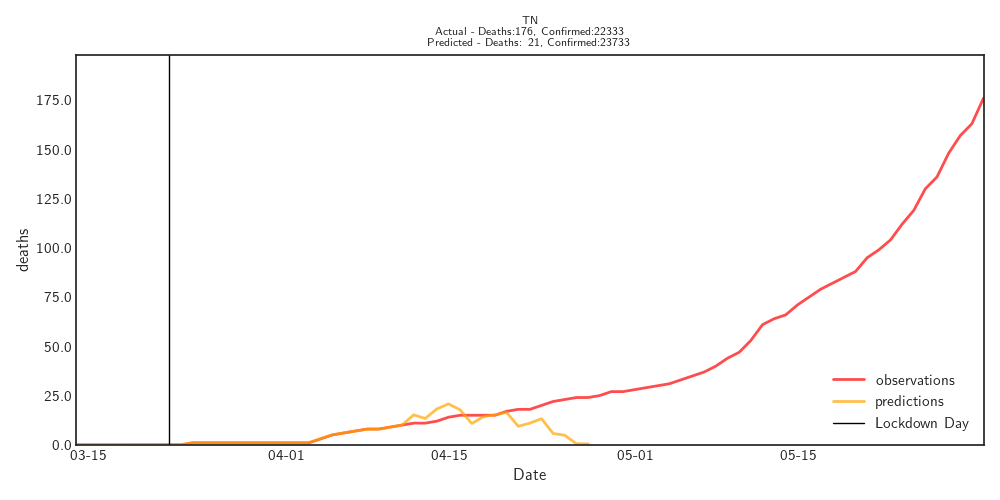 TN
Actual - Deaths:176, Confirmed:22333
Predicted - Deaths: 21, Confirmed:23733
175.0
150.0
125.0
100.0
75.0
50.0
25.0
0.0
deaths
observations
predictions
Lockdown Day
03-15
04-01
04-15
05-01
05-15
Date